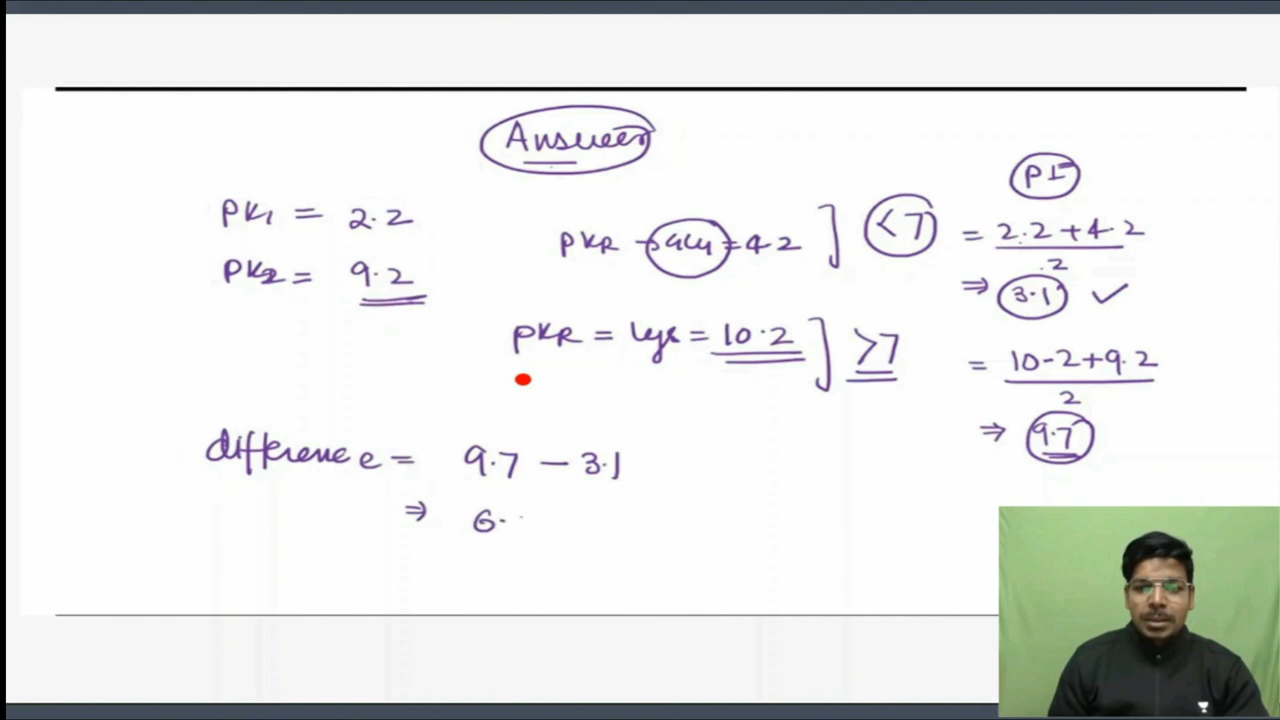 Answer
PK1 = 2.2
PK2 = 9.2
PKR → = 4.2 ] < 7
PKR = lys = 10.2 ] > 7
PI
= 2.2 + 4.2
2
⇒ 3.1 ✓
= 10-2 + 9.2
2
⇒ 9.7
difference = 9.7 – 3.1
⇒ 6.